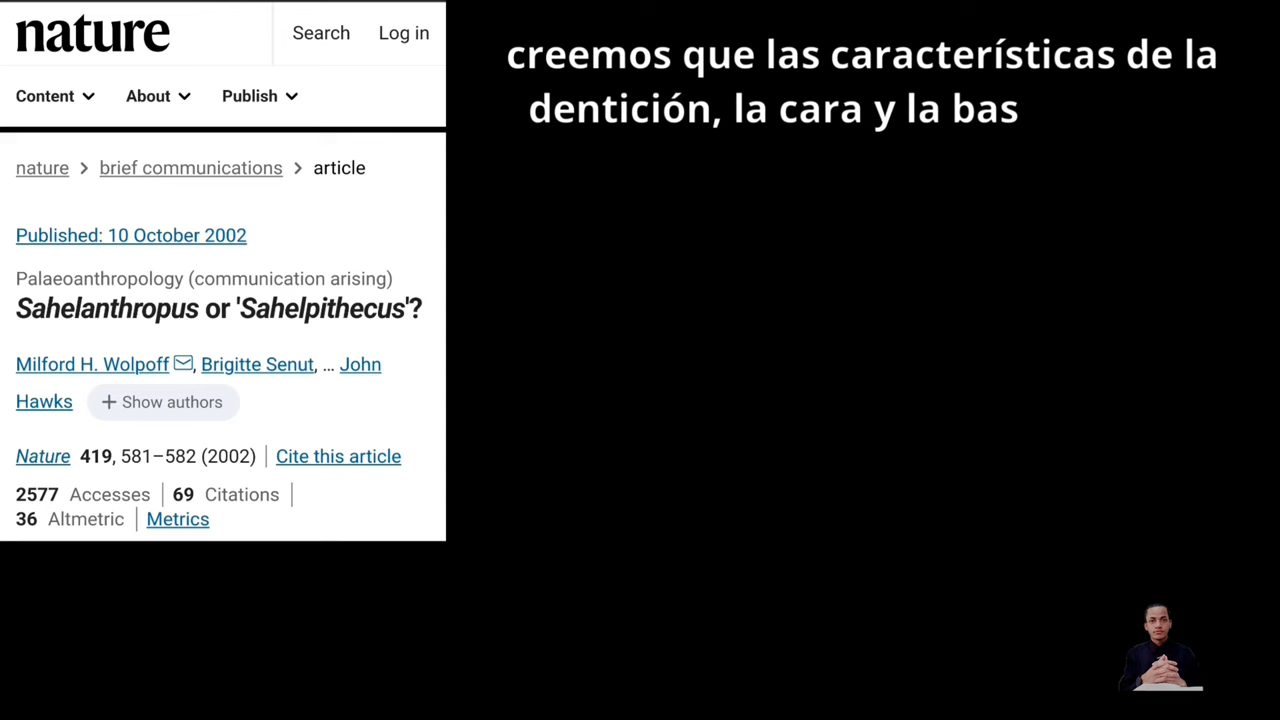 nature
Search Log in
Content About Publish
nature > brief communications > article
Published: 10 October 2002
Palaeoanthropology (communication arising)
Sahelanthropus or 'Sahelpithecus'?
Milford H. Wolpoff, Brigitte Senut, ... John
Hawks + Show authors
Nature 419, 581–582 (2002) | Cite this article
2577 Accesses | 69 Citations |
36 Altmetric | Metrics
creemos que las características de la
dentición, la cara y la bas